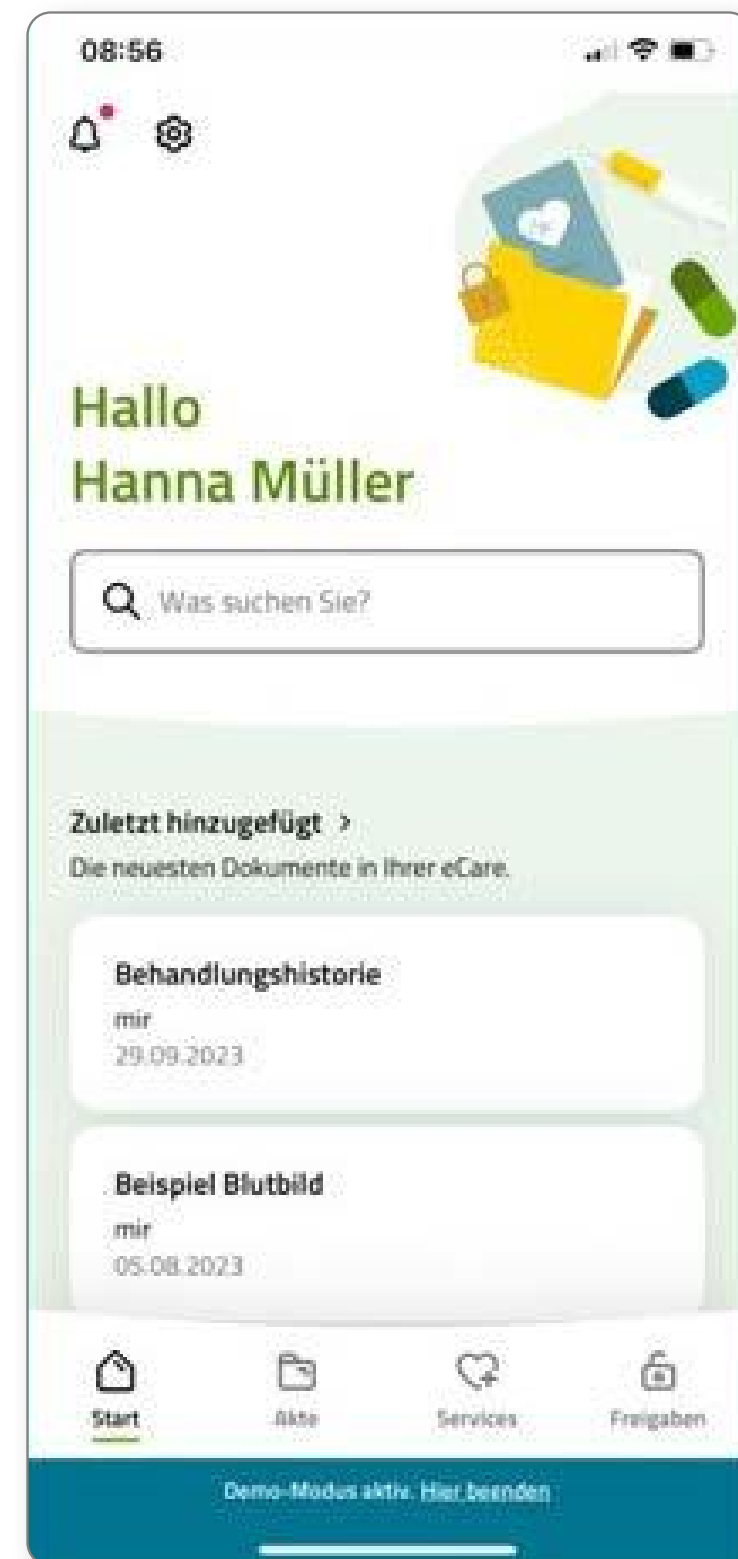 08:56
Hallo
Hanna Müller
Was suchen Sie?
Zuletzt hinzugefügt >
Die neuesten Dokumente in Ihrer eCare.
Behandlungshistorie
mir
29.09.2023
Beispiel Blutbild
mir
05.08.2023
Start Akte Services Freigaben
Demo-Modus aktiv. Hier beenden